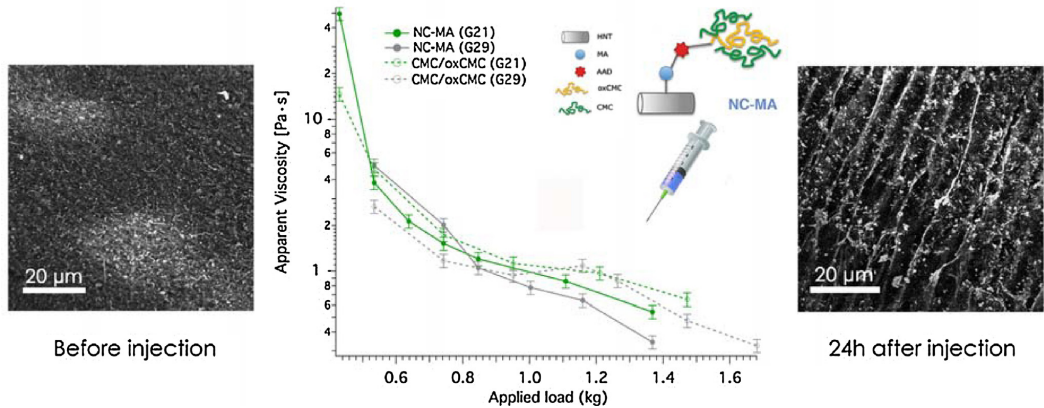 20 μm
Before injection
Apparent Viscosity [Pa·s]
4
2
10
6
4
2
1
8
6
4
0.6
0.8
1.0
1.2
1.4
1.6
Applied load (kg)
NC-MA (G21)
NC-MA (G29)
CMC/oxCMC (G21)
CMC/oxCMC (G29)
HNT
MA
AAD
oxCMC
CMC
NC-MA
20 μm
24h after injection